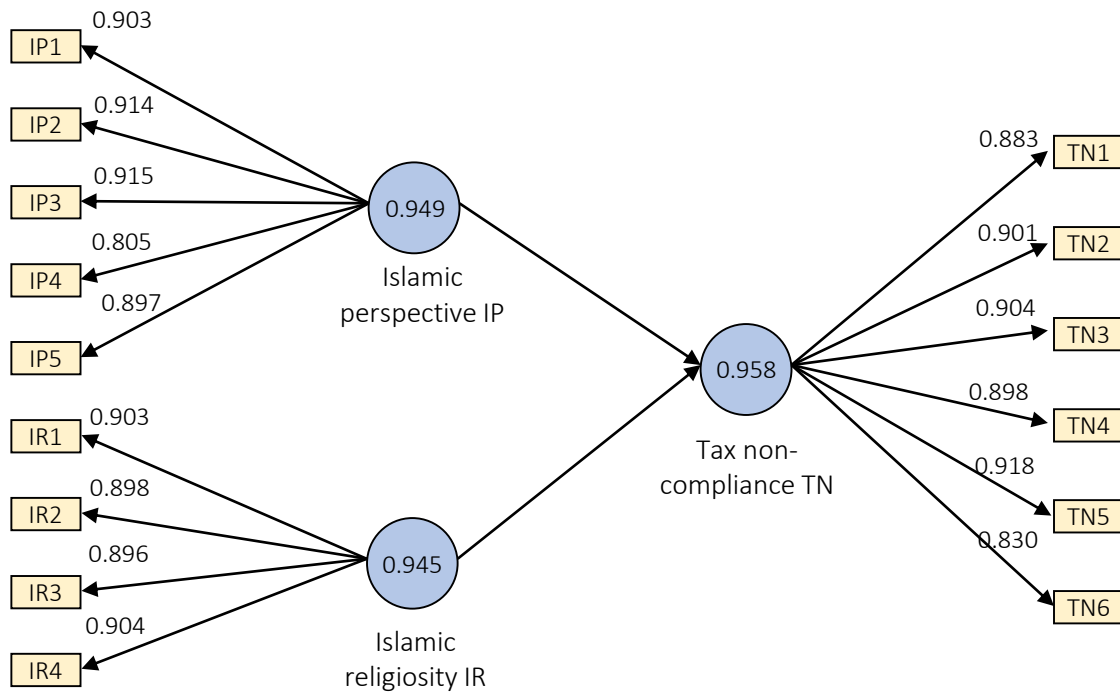 0.903
IP1
0.914
IP2
0.915
IP3
0.805
IP4
0.897
IP5
0.949
Islamic
perspective IP
0.903
IR1
0.898
IR2
0.896
IR3
0.904
IR4
0.945
Islamic
religiosity IR
0.958
Tax non-
compliance TN
0.883
TN1
0.901
TN2
0.904
TN3
0.898
TN4
0.918
TN5
0.830
TN6